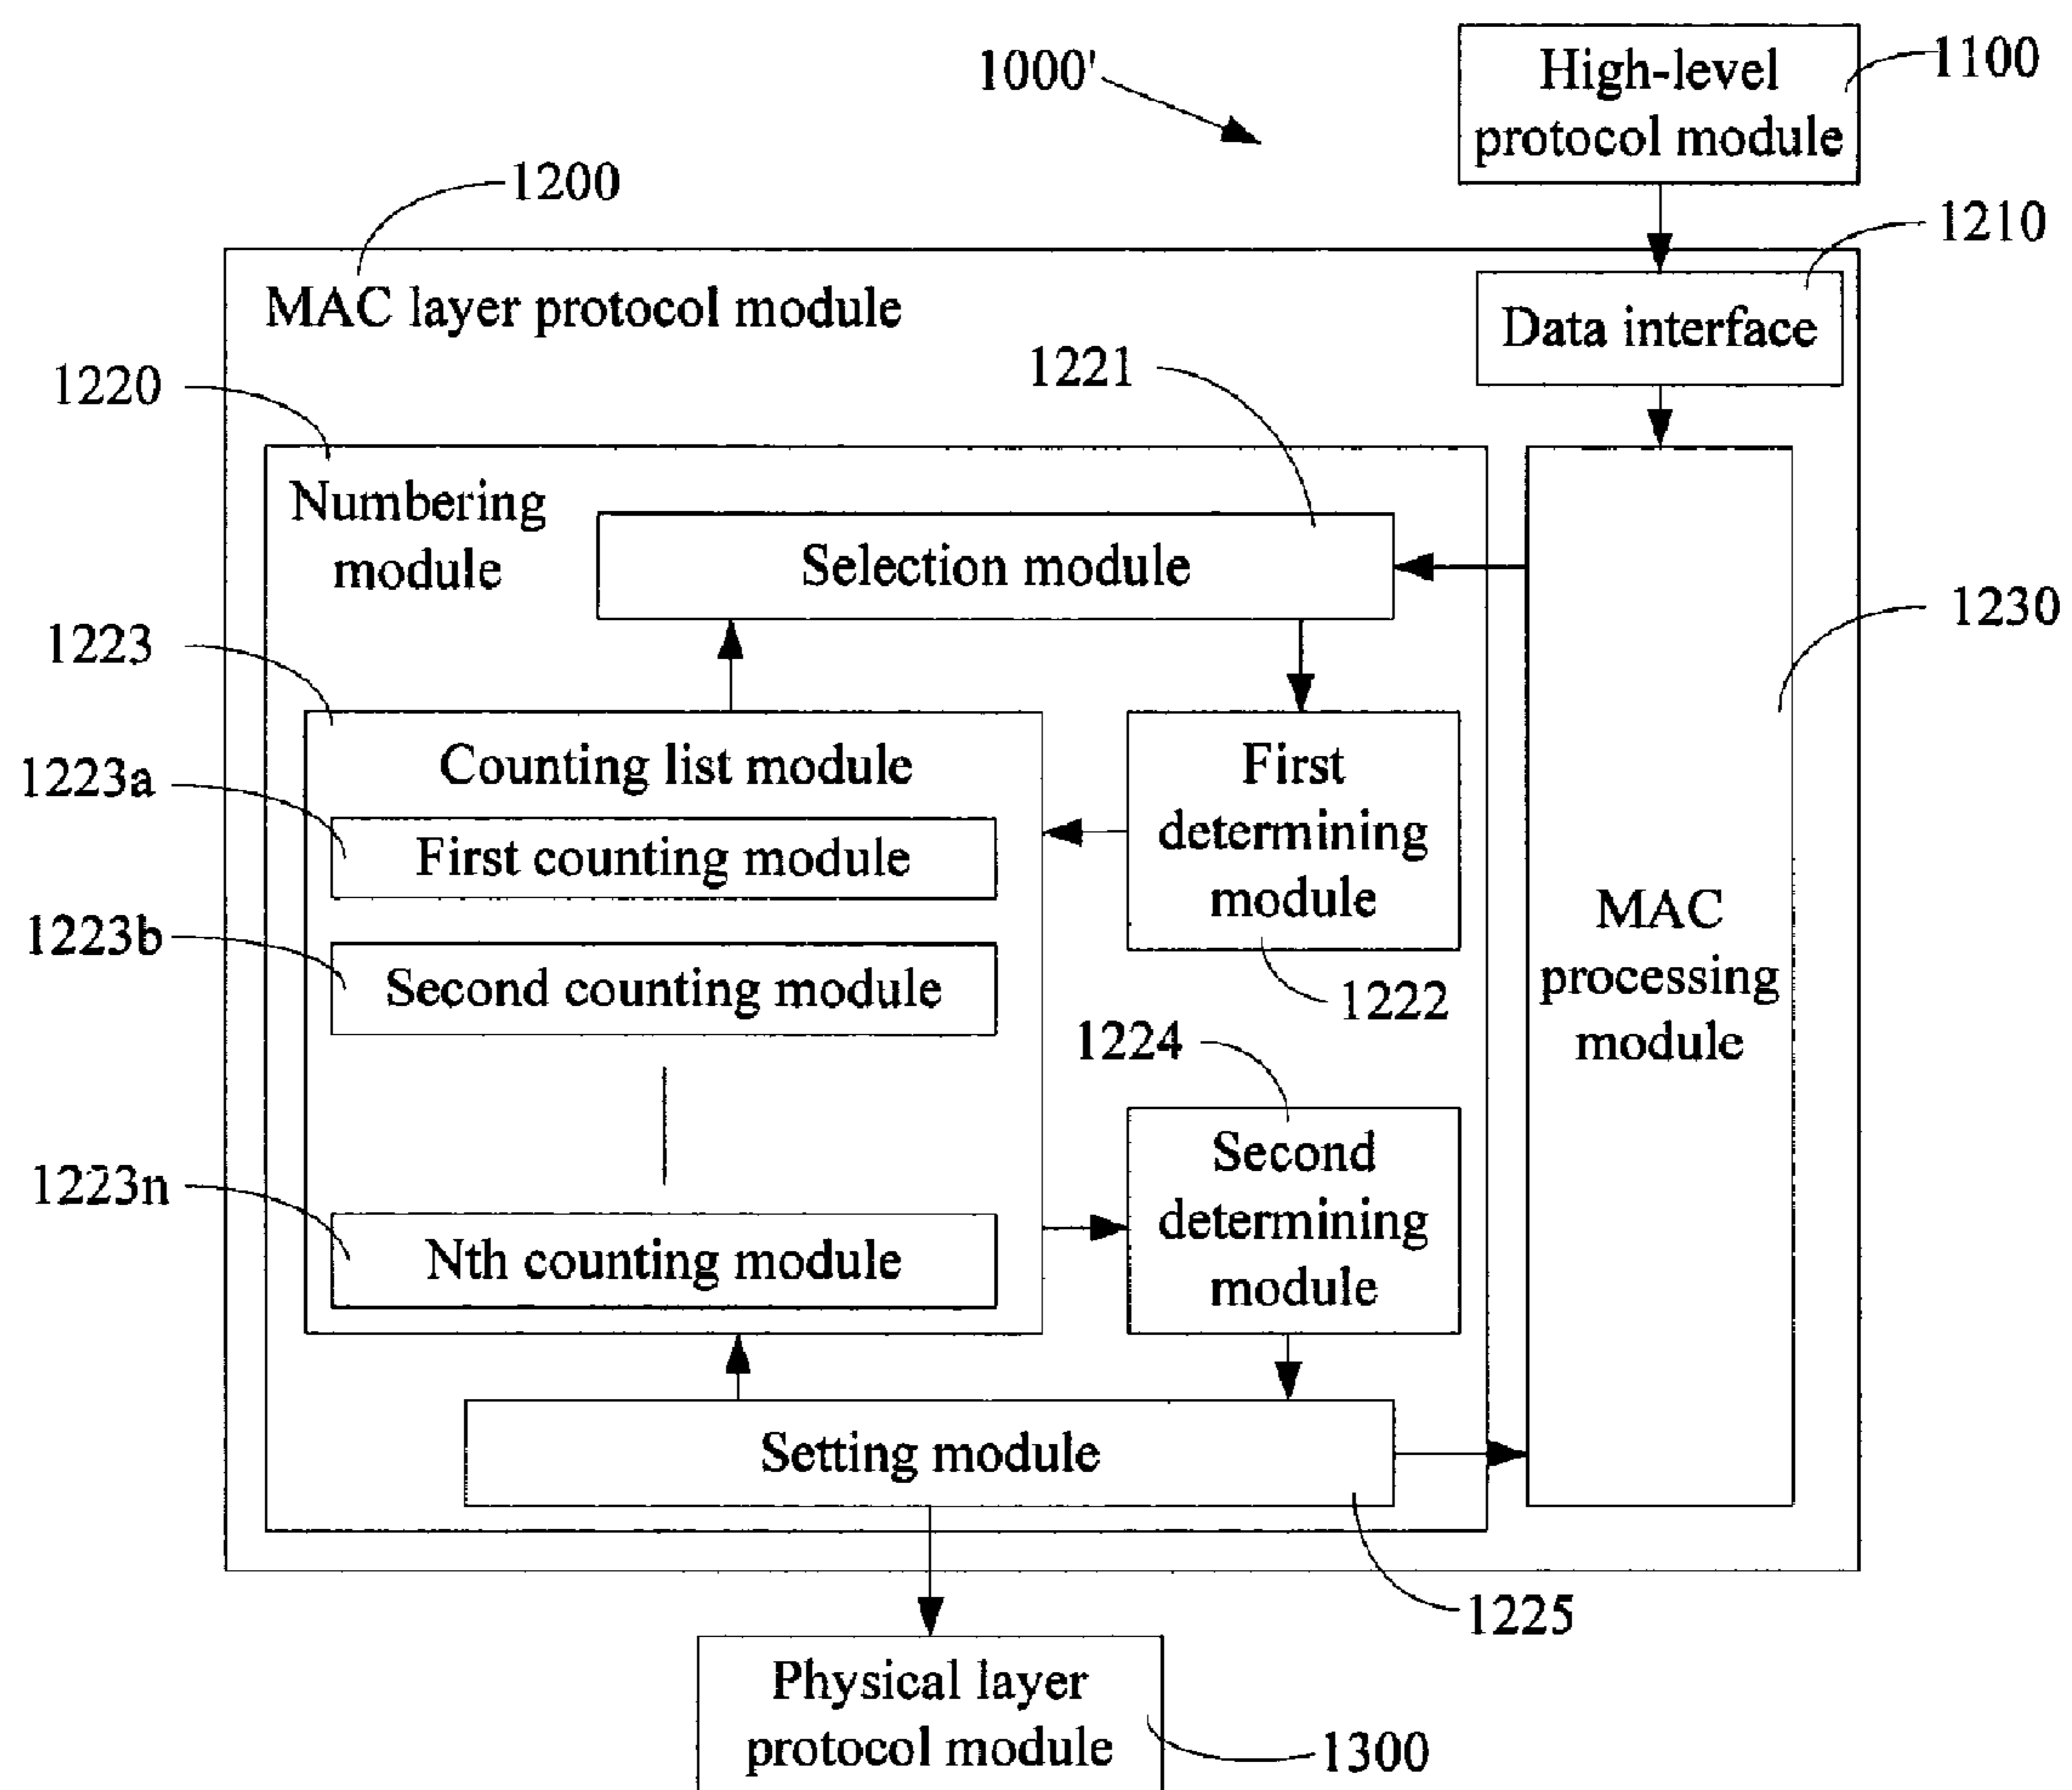 1000'
High-level
protocol module
1100
1200
1210
MAC layer protocol module
Data interface
1220
1221
Numbering
module
Selection module
1230
1223
Counting list module
First
determining
module
1223a
First counting module
1222
1223b
Second counting module
MAC
processing
module
1224
Second
determining
module
1223n
Nth counting module
Setting module
1225
Physical layer
protocol module
1300